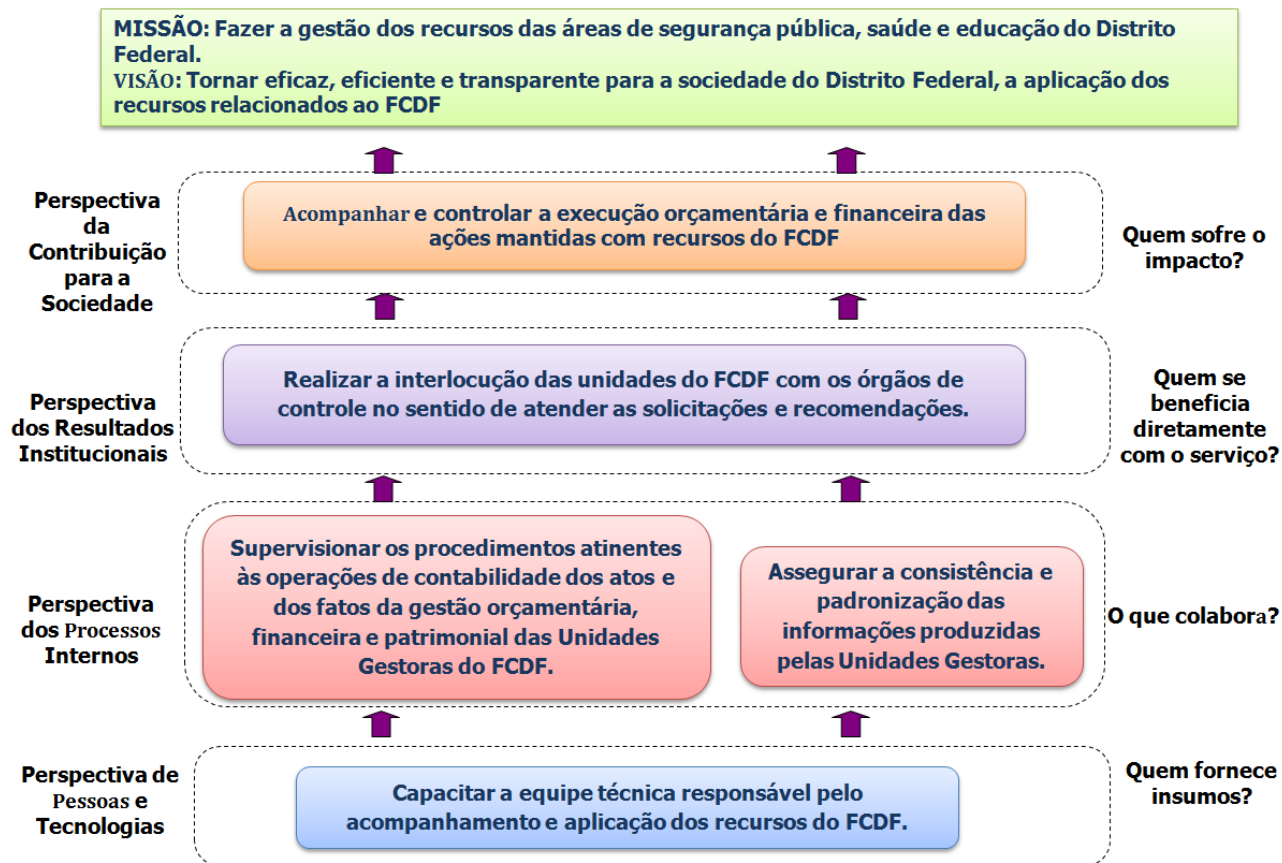 MISSÃO: Fazer a gestão dos recursos das áreas de segurança pública, saúde e educação do Distrito
Federal.
VISÃO: Tornar eficaz, eficiente e transparente para a sociedade do Distrito Federal, a aplicação dos
recursos relacionados ao FCDF
Perspectiva
da
Contribuição
para a
Sociedade
Acompanhar e controlar a execução orçamentária e financeira das
ações mantidas com recursos do FCDF
Quem sofre o
impacto?
Perspectiva
dos Resultados
Institucionais
Realizar a interlocução das unidades do FCDF com os órgãos de
controle no sentido de atender as solicitações e recomendações.
Quem se
beneficia
diretamente
com o serviço?
Perspectiva
dos Processos
Internos
Supervisionar os procedimentos atinentes
às operações de contabilidade dos atos e
dos fatos da gestão orçamentária,
financeira e patrimonial das Unidades
Gestoras do FCDF.
Assegurar a consistência e
padronização das
informações produzidas
pelas Unidades Gestoras.
O que colabora?
Perspectiva de
Pessoas e
Tecnologias
Capacitar a equipe técnica responsável pelo
acompanhamento e aplicação dos recursos do FCDF.
Quem fornece
insumos?